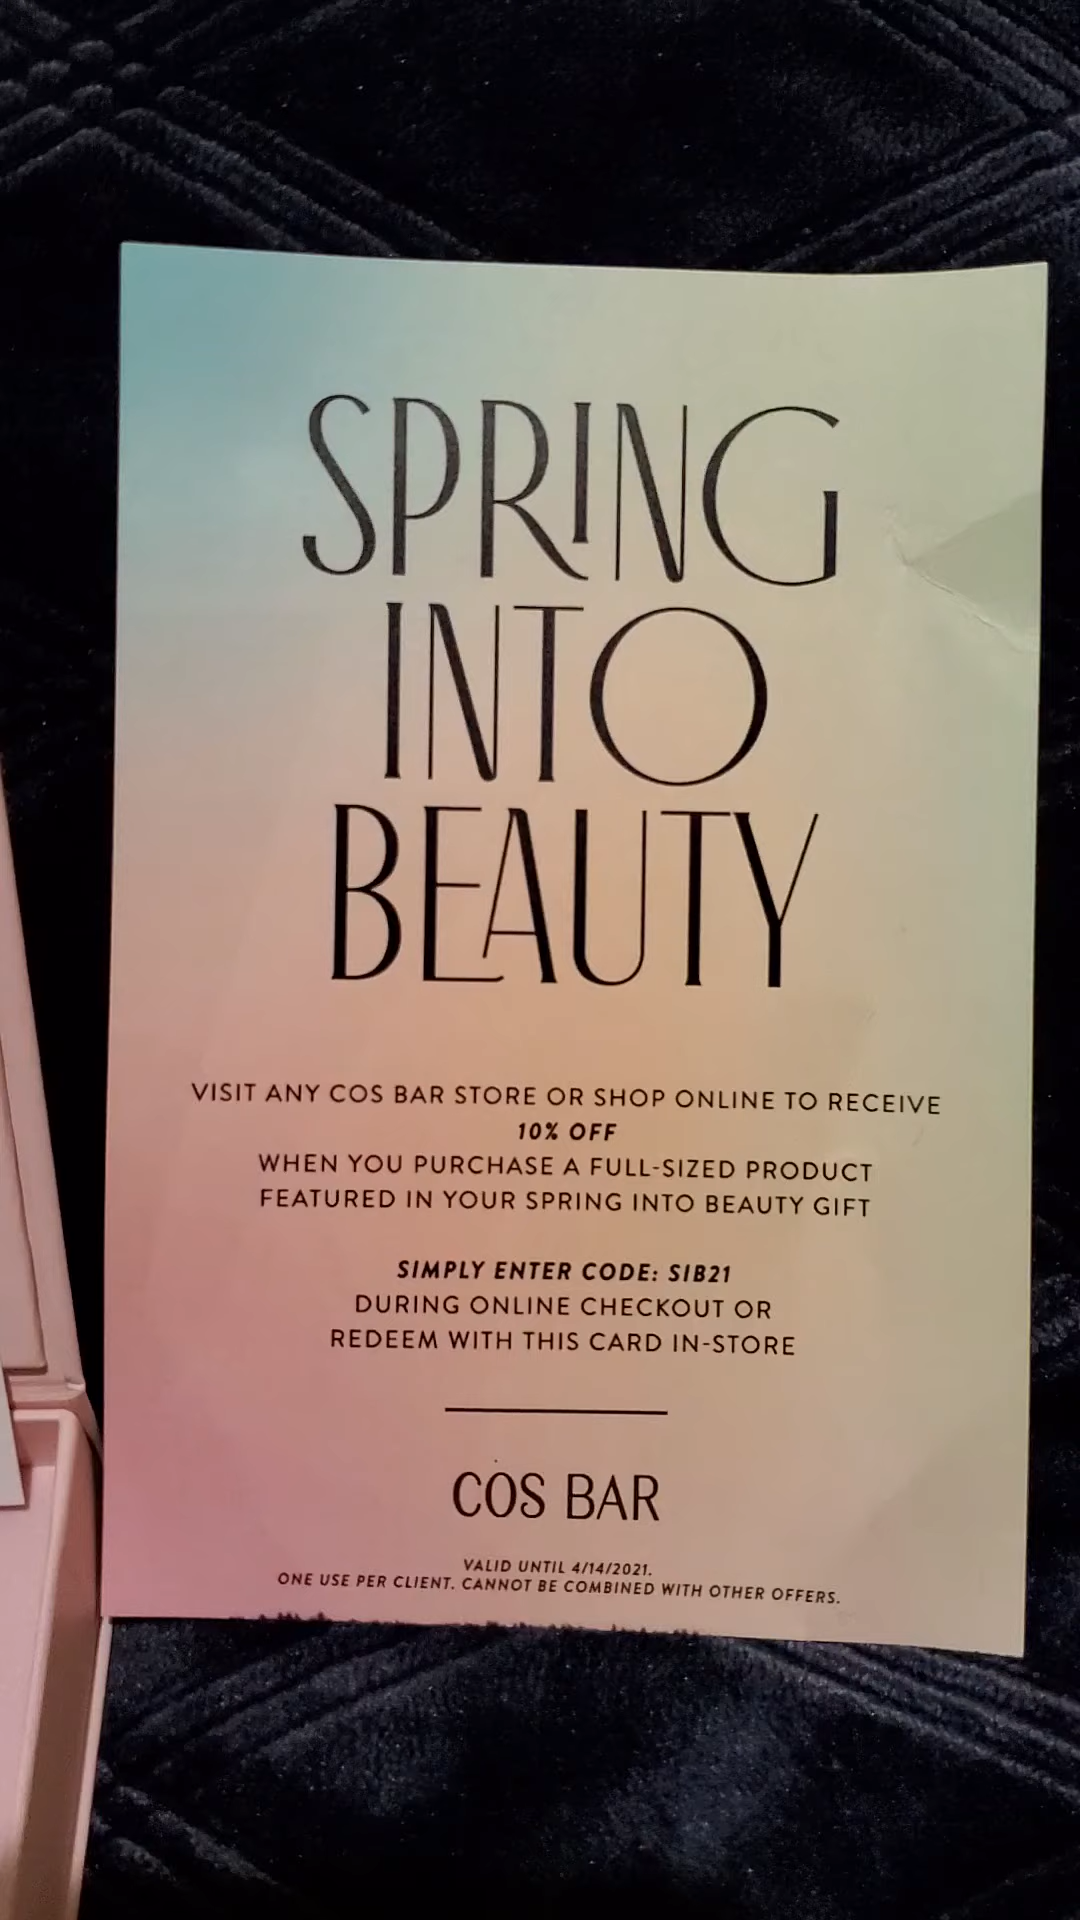 SPRING
INTO
BEAUTY
VISIT ANY COS BAR STORE OR SHOP ONLINE TO RECEIVE
10% OFF
WHEN YOU PURCHASE A FULL-SIZED PRODUCT
FEATURED IN YOUR SPRING INTO BEAUTY GIFT
SIMPLY ENTER CODE: SIB21
DURING ONLINE CHECKOUT OR
REDEEM WITH THIS CARD IN-STORE
COS BAR
VALID UNTIL 4/14/2021.
ONE USE PER CLIENT. CANNOT BE COMBINED WITH OTHER OFFERS.